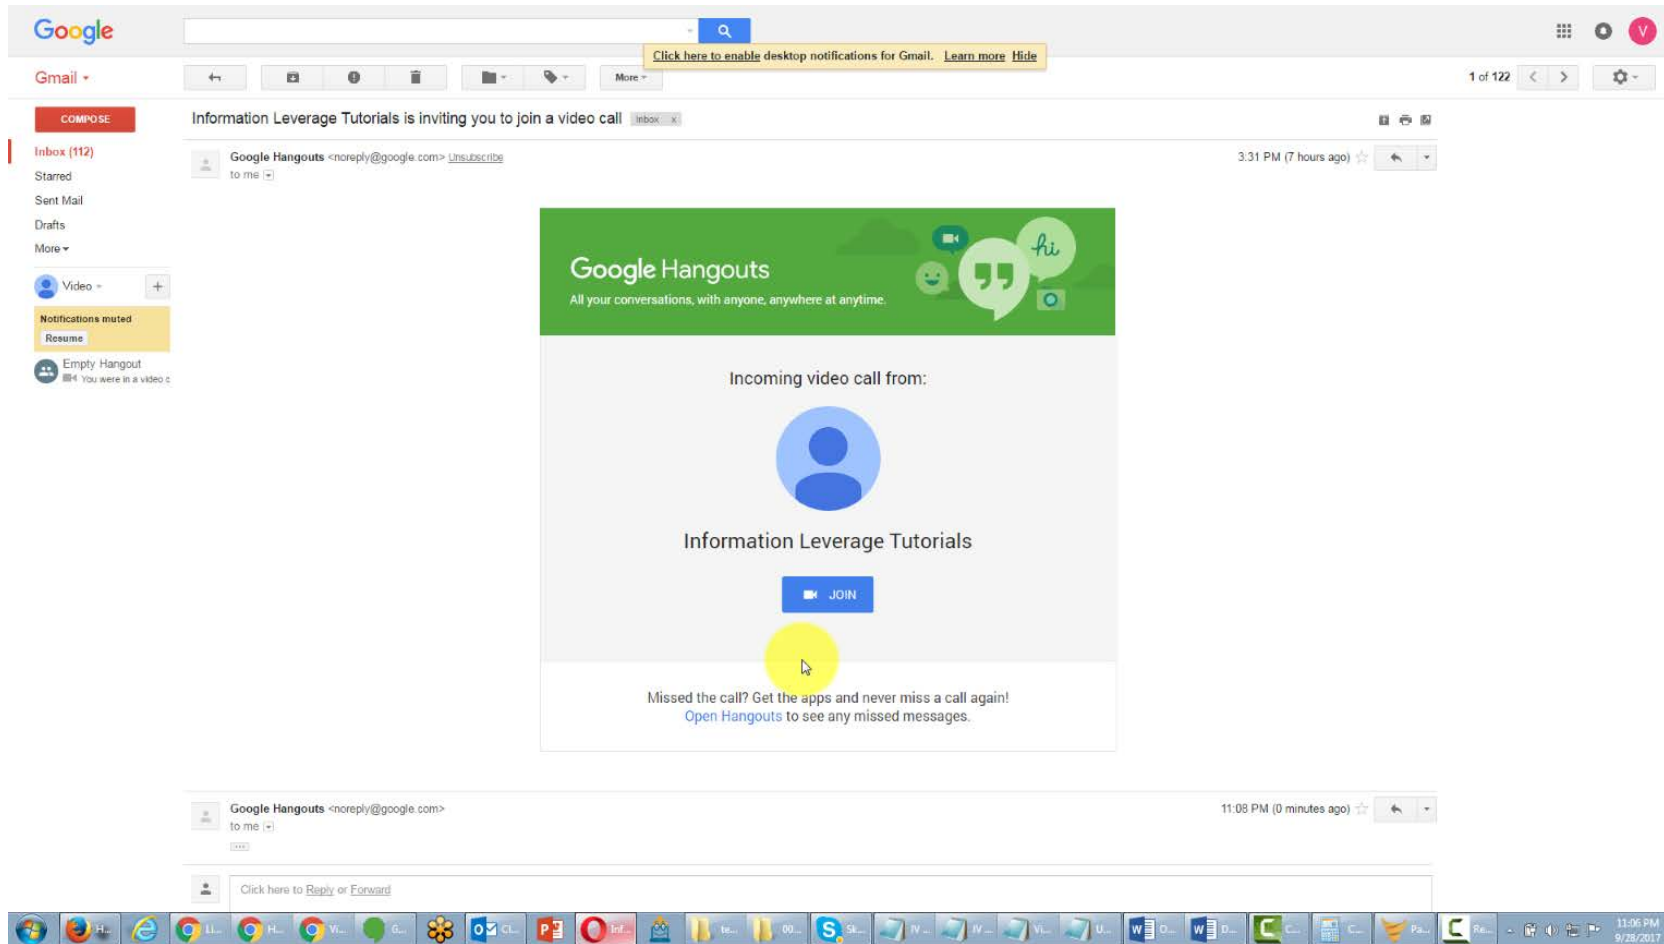 Google
Click here to enable desktop notifications for Gmail. Learn more Hide
V
Gmail
More
1 of 122
COMPOSE
Information Leverage Tutorials is inviting you to join a video call Inbox x
Inbox (112)
Starred
Sent Mail
Drafts
More
Google Hangouts <noreply@google.com> Unsubscribe
to me
3:31 PM (7 hours ago)
Video
+
Notifications muted
Resume
Empty Hangout
You were in a video c
Google Hangouts
hi
All your conversations, with anyone, anywhere at anytime.
Incoming video call from:
Information Leverage Tutorials
JOIN
Missed the call? Get the apps and never miss a call again!
Open Hangouts to see any missed messages.
Google Hangouts <noreply@google.com>
11:08 PM (0 minutes ago)
to me
Click here to Reply or Forward
11:06 PM
9/28/2017